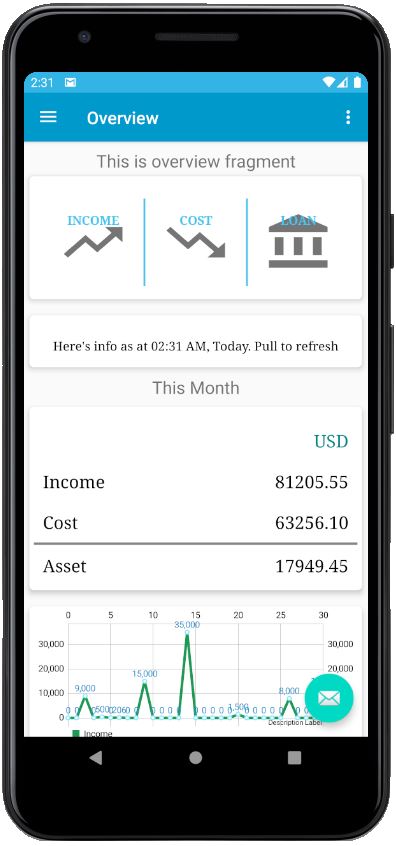 2:31
Overview
This is overview fragment
INCOME COST LOAN
Here's info as at 02:31 AM, Today. Pull to refresh
This Month
USD
Income 81205.55
Cost 63256.10
Asset 17949.45
0 5 10 15 20 25 30
35,000
30,000 30,000
20,000 20,000
15,000
10,000
9,000
8,000
1,500
0
Description Label
Income